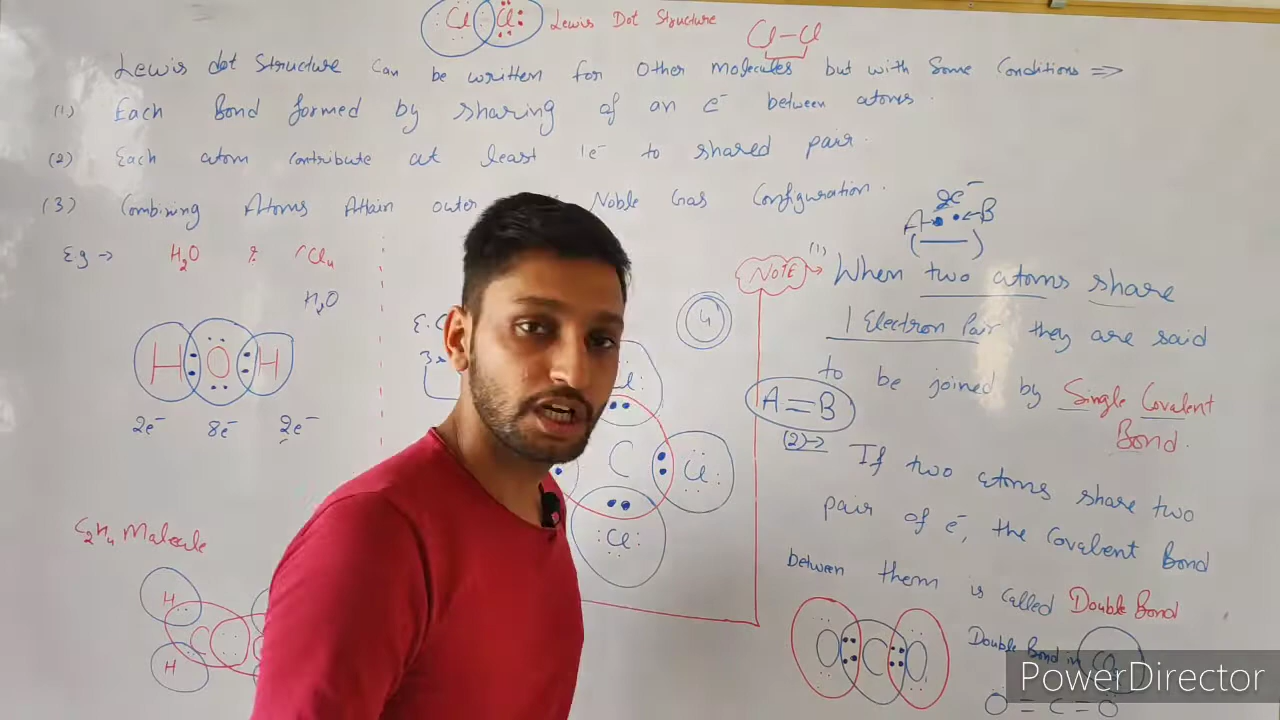 Cl Cl Lewis Dot Structure
Cl-Cl
Lewis dot Structure Can be written for Other Molecules but with Some Conditions ⇒
(1) Each Bond formed by sharing of an e⁻ between atoms.
(2) Each atom Contribute at least 1e⁻ to shared pair.
(3) Combining Atoms Attain outer Noble Gas Configuration.
E.g → H₂O &
H₂O
H O H
2e⁻ 8e⁻ 2e⁻
C₂H₄ Molecule
H
C
H
4
C Cl
Cl
2e⁻
A B
NOTE (1) When two atoms share
1 Electron Pair they are said
to be joined by Single Covalent
Bond.
A=B
(2)→ If two atoms share two
pair of e⁻, the Covalent Bond
between them is called Double Bond
O C O
Double Bond in
O=C=O
PowerDirector